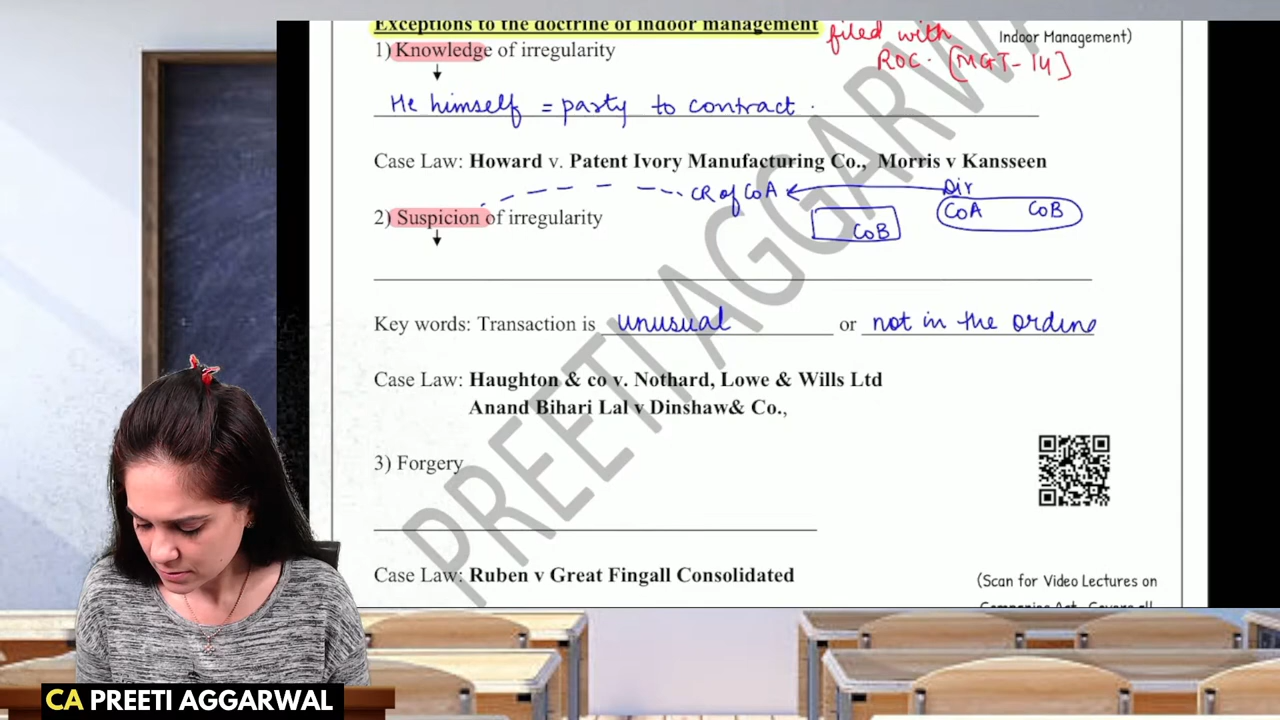 Exceptions to the doctrine of indoor management
filed with
ROC. [MGT-14]
Indoor Management)
1) Knowledge of irregularity
He himself = party to contract.
Case Law: Howard v. Patent Ivory Manufacturing Co., Morris v Kansseen
CR of CoA
Dir
CoA CoB
CoB
2) Suspicion of irregularity
Key words: Transaction is unusual or not in the ordine
Case Law: Haughton & co v. Nothard, Lowe & Wills Ltd
Anand Bihari Lal v Dinshaw& Co.,
3) Forgery
Case Law: Ruben v Great Fingall Consolidated
(Scan for Video Lectures on
PREETI AGGARWA
CA PREETI AGGARWAL